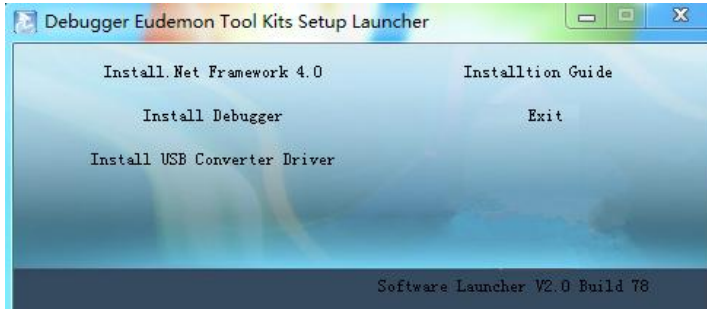 Debugger Eudemon Tool Kits Setup Launcher
Install.Net Framework 4.0
Installtion Guide
Install Debugger
Exit
Install USB Converter Driver
Software Launcher V2.0 Build 78